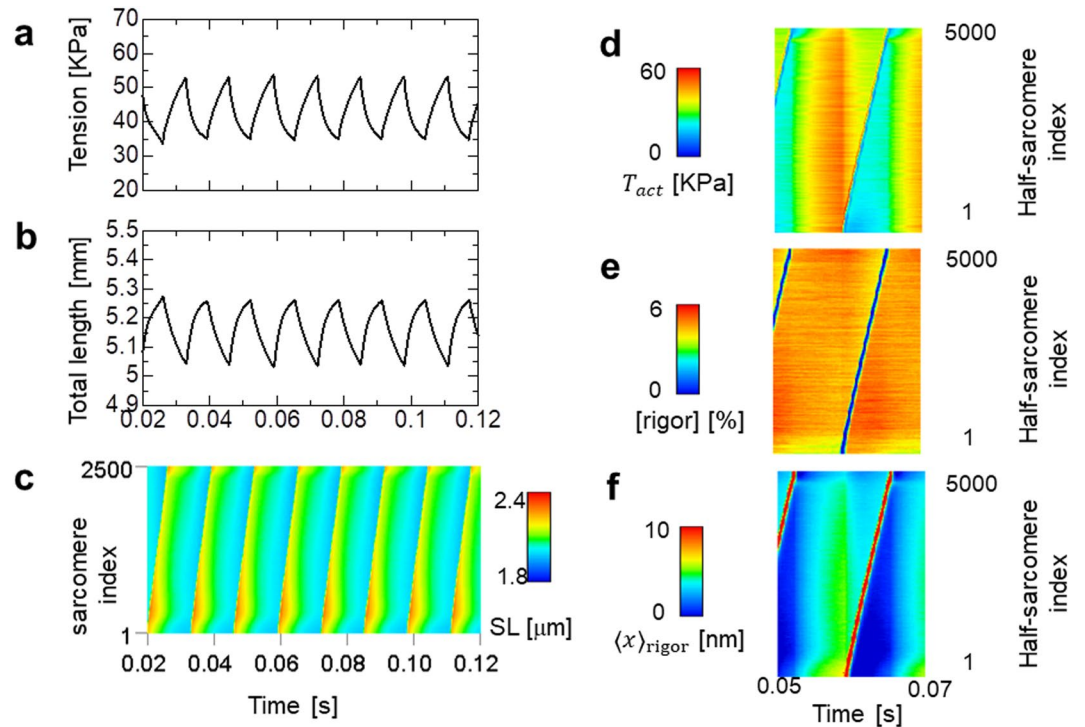 a
Tension [KPa]
70
60
50
40
30
20
b
Total length [mm]
5.5
5.4
5.3
5.2
5.1
5
4.9
0.02 0.04 0.06 0.08 0.10 0.12
c
sarcomere
index
2500
1
0.02 0.04 0.06 0.08 0.10 0.12
Time [s]
2.4
1.8
SL [μm]
d
60
0
T_act [KPa]
5000
1
Half-sarcomere
index
e
6
0
[rigor] [%]
5000
1
Half-sarcomere
index
f
10
0
⟨x⟩rigor [nm]
5000
1
Half-sarcomere
index
0.05 0.07
Time [s]